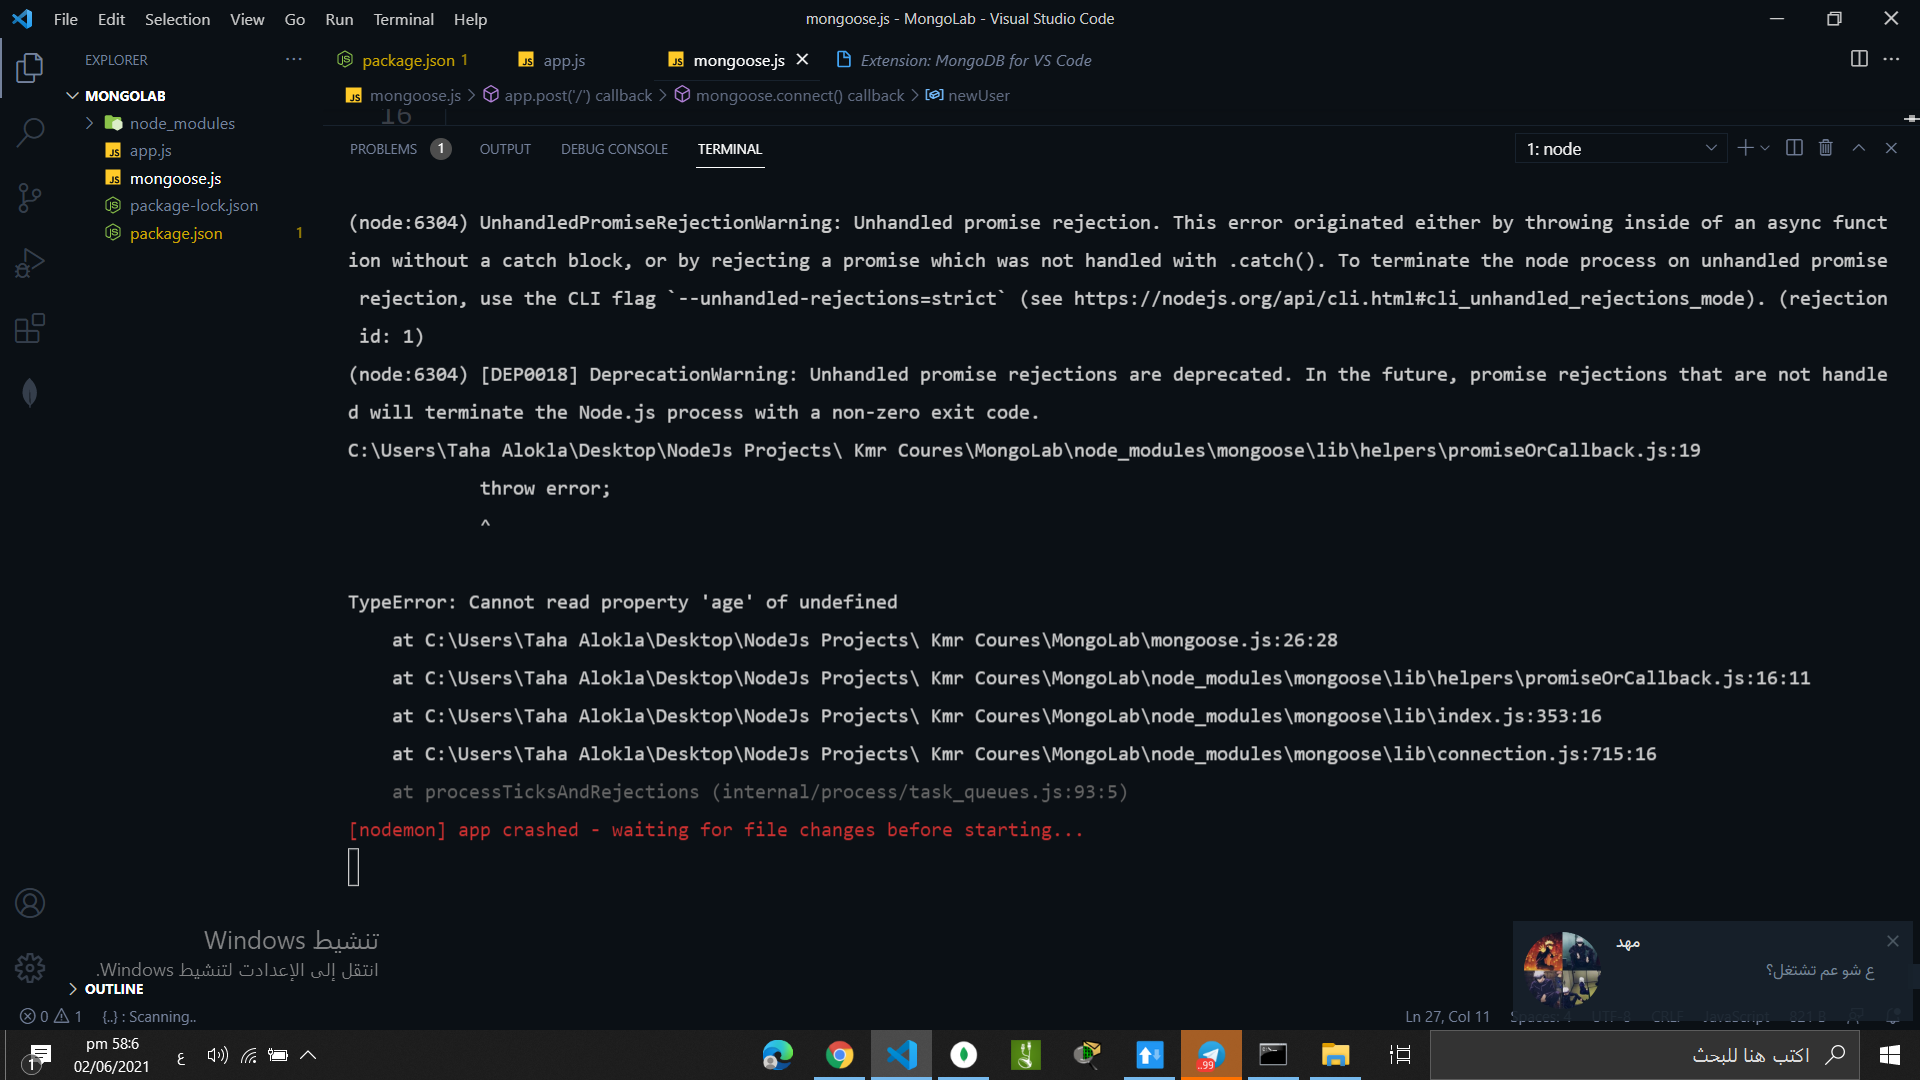 File Edit Selection View Go Run Terminal Help
mongoose.js - MongoLab - Visual Studio Code
EXPLORER
package.json 1
app.js
mongoose.js
Extension: MongoDB for VS Code
MONGOLAB
mongoose.js > app.post('/') callback > mongoose.connect() callback > newUser
node_modules
app.js
mongoose.js
package-lock.json
package.json 1
16
PROBLEMS 1 OUTPUT DEBUG CONSOLE TERMINAL
1: node
(node:6304) UnhandledPromiseRejectionWarning: Unhandled promise rejection. This error originated either by throwing inside of an async funct
ion without a catch block, or by rejecting a promise which was not handled with .catch(). To terminate the node process on unhandled promise
rejection, use the CLI flag `--unhandled-rejections=strict` (see https://nodejs.org/api/cli.html#cli_unhandled_rejections_mode). (rejection
id: 1)
(node:6304) [DEP0018] DeprecationWarning: Unhandled promise rejections are deprecated. In the future, promise rejections that are not handle
d will terminate the Node.js process with a non-zero exit code.
C:\Users\Taha Alokla\Desktop\NodeJs Projects\ Kmr Coures\MongoLab\node_modules\mongoose\lib\helpers\promiseOrCallback.js:19
throw error;
^
TypeError: Cannot read property 'age' of undefined
at C:\Users\Taha Alokla\Desktop\NodeJs Projects\ Kmr Coures\MongoLab\mongoose.js:26:28
at C:\Users\Taha Alokla\Desktop\NodeJs Projects\ Kmr Coures\MongoLab\node_modules\mongoose\lib\helpers\promiseOrCallback.js:16:11
at C:\Users\Taha Alokla\Desktop\NodeJs Projects\ Kmr Coures\MongoLab\node_modules\mongoose\lib\index.js:353:16
at C:\Users\Taha Alokla\Desktop\NodeJs Projects\ Kmr Coures\MongoLab\node_modules\mongoose\lib\connection.js:715:16
at processTicksAndRejections (internal/process/task_queues.js:93:5)
[nodemon] app crashed - waiting for file changes before starting...
تنشيط Windows
انتقل إلى الإعدادت لتنشيط Windows.
OUTLINE
مهد
ع شو عم تشتغل؟
0 1 {..} : Scanning..
Ln 27, Col 11 Spaces: 4 UTF-8 CRLF JavaScript
pm 58:6
02/06/2021
1
ع
..99
اكتب هنا للبحث